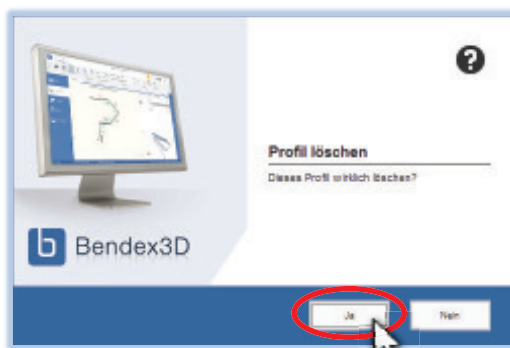 Profil löschen
Dieses Profil wirklich löschen?
Bendex3D
Ja
Nein